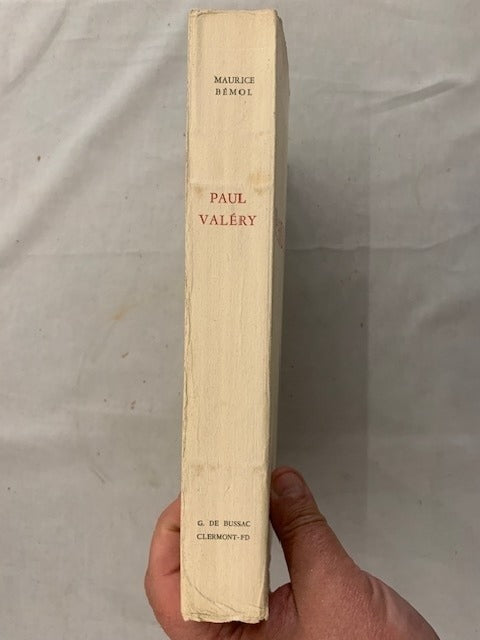 MAURICE
BÉMOL
PAUL
VALÉRY
G. DE BUSSAC
CLERMONT-FD